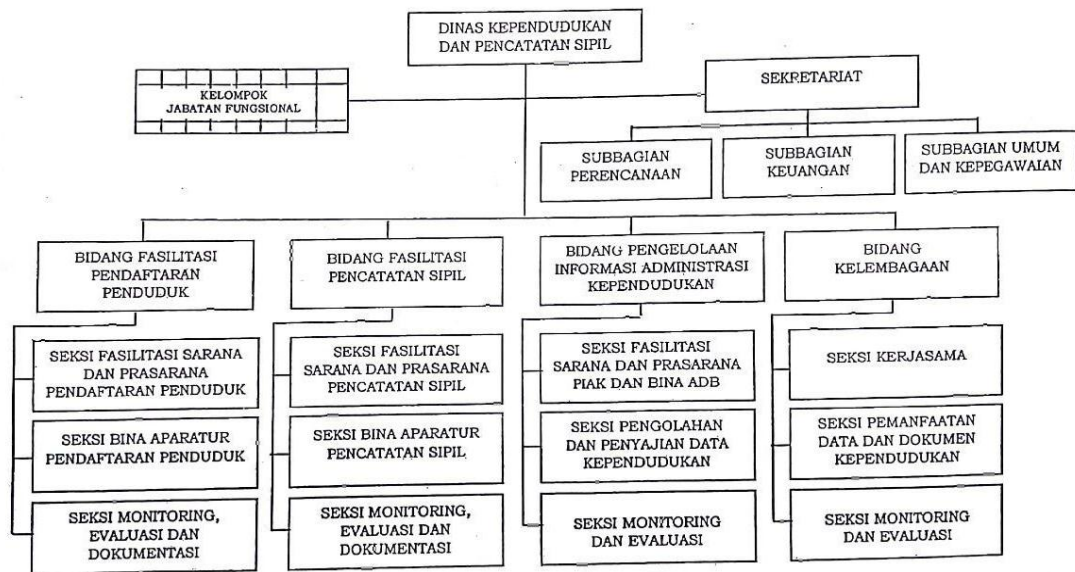 DINAS KEPENDUDUKAN
DAN PENCATATAN SIPIL
KELOMPOK
JABATAN FUNGSIONAL
SEKRETARIAT
SUBBAGIAN
PERENCANAAN
SUBBAGIAN
KEUANGAN
SUBBAGIAN UMUM
DAN KEPEGAWAIAN
BIDANG FASILITASI
PENDAFTARAN
PENDUDUK
BIDANG FASILITASI
PENCATATAN SIPIL
BIDANG PENGELOLAAN
INFORMASI ADMINISTRASI
KEPENDUDUKAN
BIDANG
KELEMBAGAAN
SEKSI FASILITASI SARANA
DAN PRASARANA
PENDAFTARAN PENDUDUK
SEKSI FASILITASI
SARANA DAN PRASARANA
PENCATATAN SIPIL
SEKSI FASILITASI
SARANA DAN PRASARANA
PIAK DAN BINA ADB
SEKSI KERJASAMA
SEKSI BINA APARATUR
PENDAFTARAN PENDUDUK
SEKSI BINA APARATUR
PENCATATAN SIPIL
SEKSI PENGOLAHAN
DAN PENYAJIAN DATA
KEPENDUDUKAN
SEKSI PEMANFAATAN
DATA DAN DOKUMEN
KEPENDUDUKAN
SEKSI MONITORING,
EVALUASI DAN
DOKUMENTASI
SEKSI MONITORING,
EVALUASI DAN
DOKUMENTASI
SEKSI MONITORING
DAN EVALUASI
SEKSI MONITORING
DAN EVALUASI